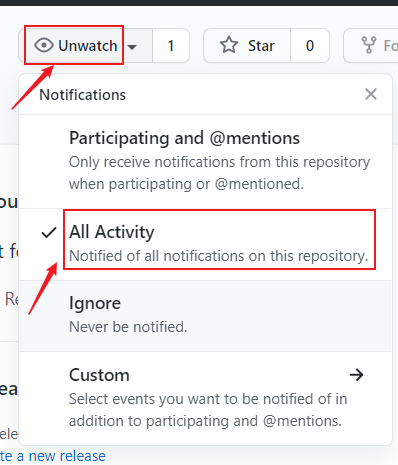 Unwatch 1 Star 0 Fo
Notifications
Participating and @mentions
Only receive notifications from this repository
when participating or @mentioned.
ou
All Activity
t f
Notified of all notifications on this repository.
Re
Ignore
Never be notified.
Custom
ea
Select events you want to be notified of in
addition to participating and @mentions.
ele
te a new release